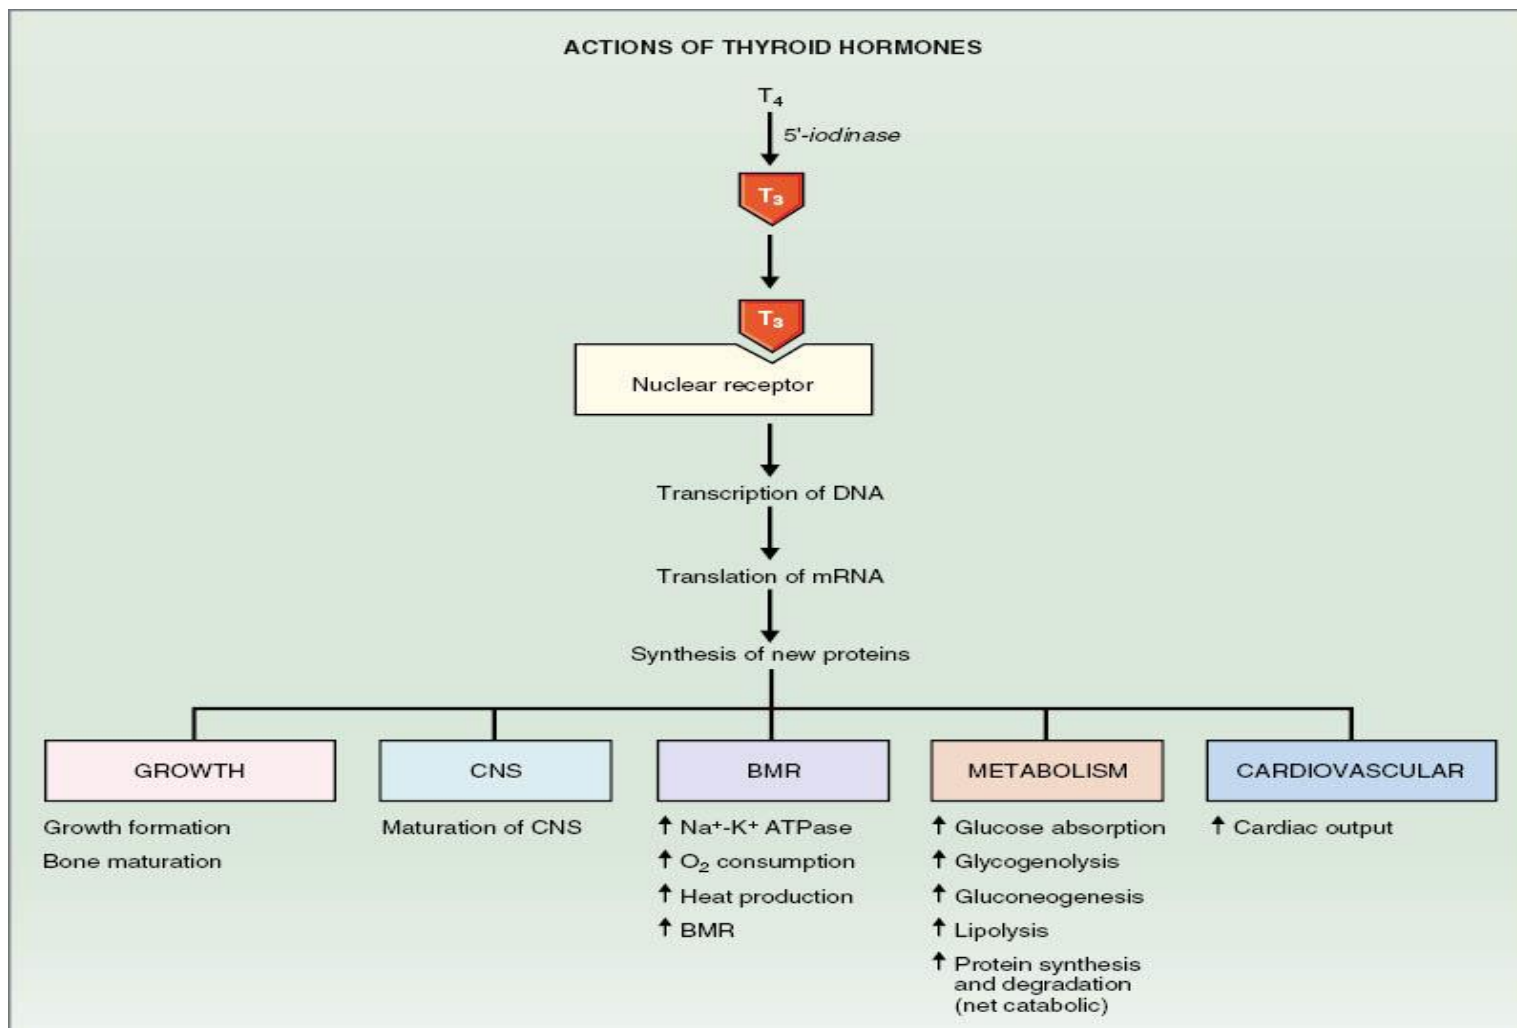 ACTIONS OF THYROID HORMONES
T₄
5'-iodinase
T₃
T₃
Nuclear receptor
Transcription of DNA
Translation of mRNA
Synthesis of new proteins
GROWTH
Growth formation
Bone maturation
CNS
Maturation of CNS
BMR
↑ Na⁺-K⁺ ATPase
↑ O₂ consumption
↑ Heat production
↑ BMR
METABOLISM
↑ Glucose absorption
↑ Glycogenolysis
↑ Gluconeogenesis
↑ Lipolysis
↑ Protein synthesis
and degradation
(net catabolic)
CARDIOVASCULAR
↑ Cardiac output